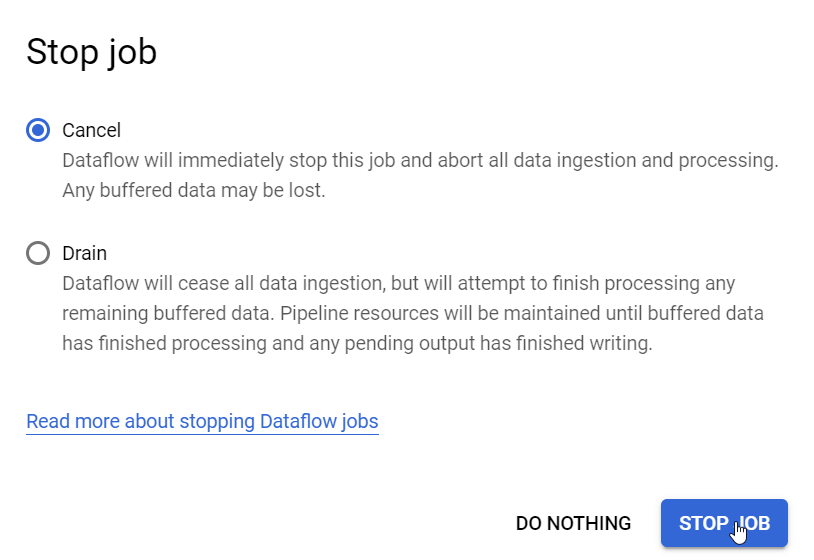 Stop job
Cancel
Dataflow will immediately stop this job and abort all data ingestion and processing.
Any buffered data may be lost.
Drain
Dataflow will cease all data ingestion, but will attempt to finish processing any
remaining buffered data. Pipeline resources will be maintained until buffered data
has finished processing and any pending output has finished writing.
Read more about stopping Dataflow jobs
DO NOTHING
STOP JOB